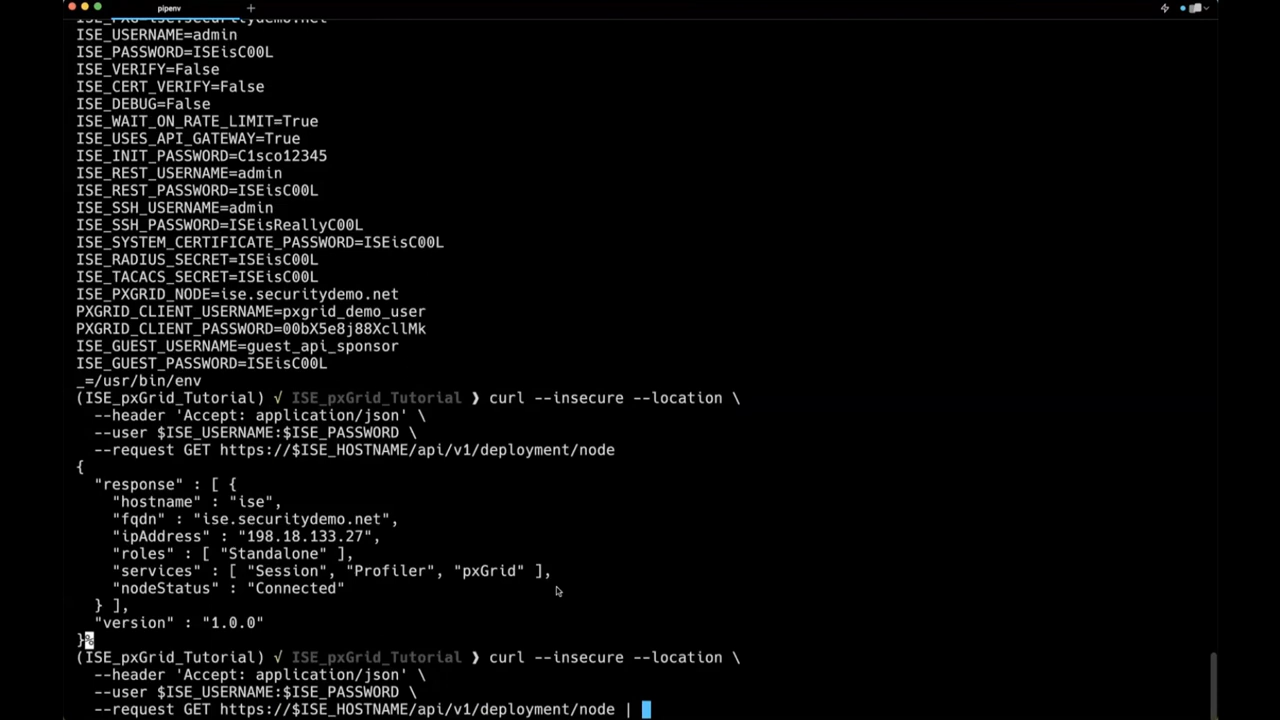 pipenv
ISE_USERNAME=admin
ISE_PASSWORD=ISEisC00L
ISE_VERIFY=False
ISE_CERT_VERIFY=False
ISE_DEBUG=False
ISE_WAIT_ON_RATE_LIMIT=True
ISE_USES_API_GATEWAY=True
ISE_INIT_PASSWORD=C1sco12345
ISE_REST_USERNAME=admin
ISE_REST_PASSWORD=ISEisC00L
ISE_SSH_USERNAME=admin
ISE_SSH_PASSWORD=ISEisReallyC00L
ISE_SYSTEM_CERTIFICATE_PASSWORD=ISEisC00L
ISE_RADIUS_SECRET=ISEisC00L
ISE_TACACS_SECRET=ISEisC00L
ISE_PXGRID_NODE=ise.securitydemo.net
PXGRID_CLIENT_USERNAME=pxgrid_demo_user
PXGRID_CLIENT_PASSWORD=00bX5e8j88XcllMk
ISE_GUEST_USERNAME=guest_api_sponsor
ISE_GUEST_PASSWORD=ISEisC00L
_=/usr/bin/env
(ISE_pxGrid_Tutorial) √ ISE_pxGrid_Tutorial ❯ curl --insecure --location \
--header 'Accept: application/json' \
--user $ISE_USERNAME:$ISE_PASSWORD \
--request GET https://$ISE_HOSTNAME/api/v1/deployment/node
{
"response" : [ {
"hostname" : "ise",
"fqdn" : "ise.securitydemo.net",
"ipAddress" : "198.18.133.27",
"roles" : [ "Standalone" ],
"services" : [ "Session", "Profiler", "pxGrid" ],
"nodeStatus" : "Connected"
} ],
"version" : "1.0.0"
}%
(ISE_pxGrid_Tutorial) √ ISE_pxGrid_Tutorial ❯ curl --insecure --location \
--header 'Accept: application/json' \
--user $ISE_USERNAME:$ISE_PASSWORD \
--request GET https://$ISE_HOSTNAME/api/v1/deployment/node |